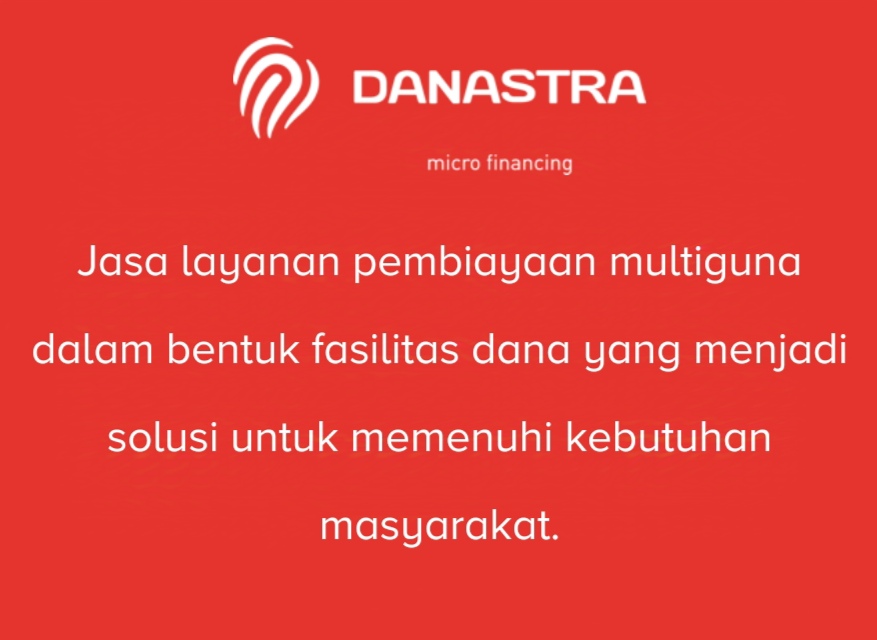 DANASTRA
micro financing
Jasa layanan pembiayaan multiguna
dalam bentuk fasilitas dana yang menjadi
solusi untuk memenuhi kebutuhan
masyarakat.